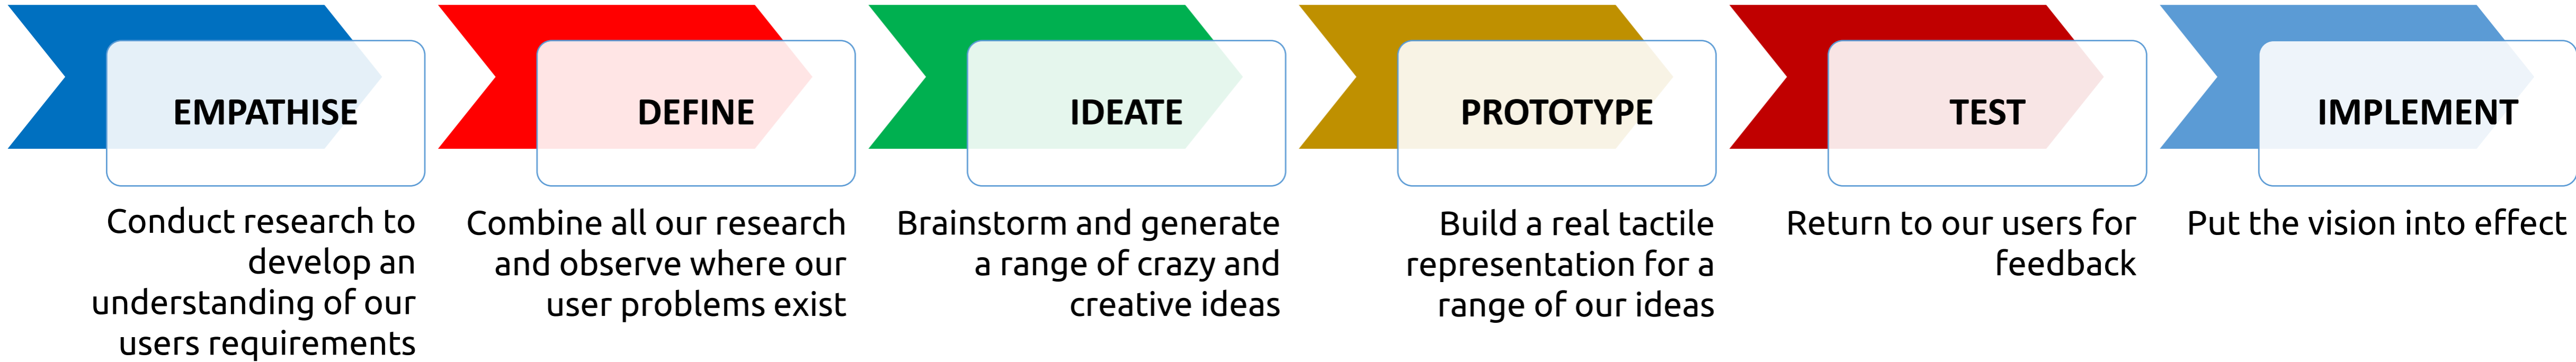 EMPATHISE
Conduct research to
develop an
understanding of our
users requirements
DEFINE
Combine all our research
and observe where our
user problems exist
IDEATE
Brainstorm and generate
a range of crazy and
creative ideas
PROTOTYPE
Build a real tactile
representation for a
range of our ideas
TEST
Return to our users for
feedback
IMPLEMENT
Put the vision into effect